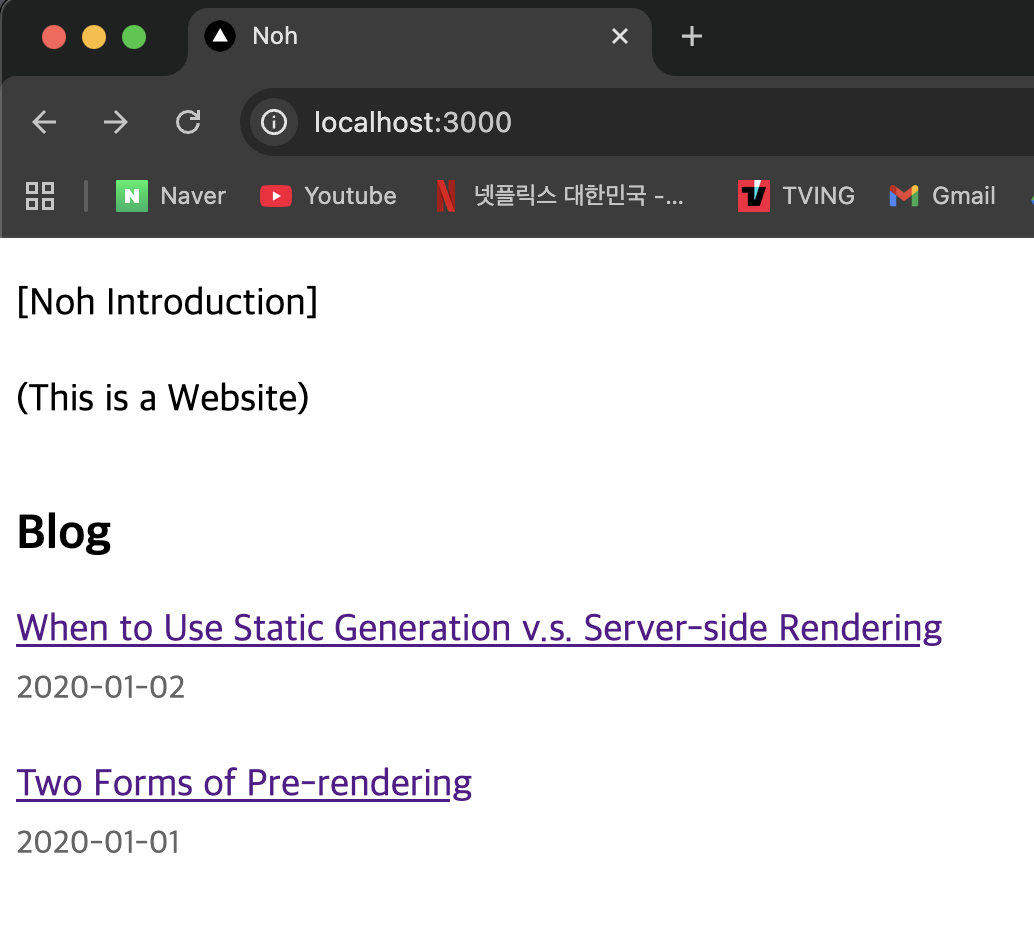 Noh
localhost:3000
Naver Youtube 넷플릭스 대한민국 -... TVING Gmail
[Noh Introduction]
(This is a Website)
Blog
When to Use Static Generation v.s. Server-side Rendering
2020-01-02
Two Forms of Pre-rendering
2020-01-01